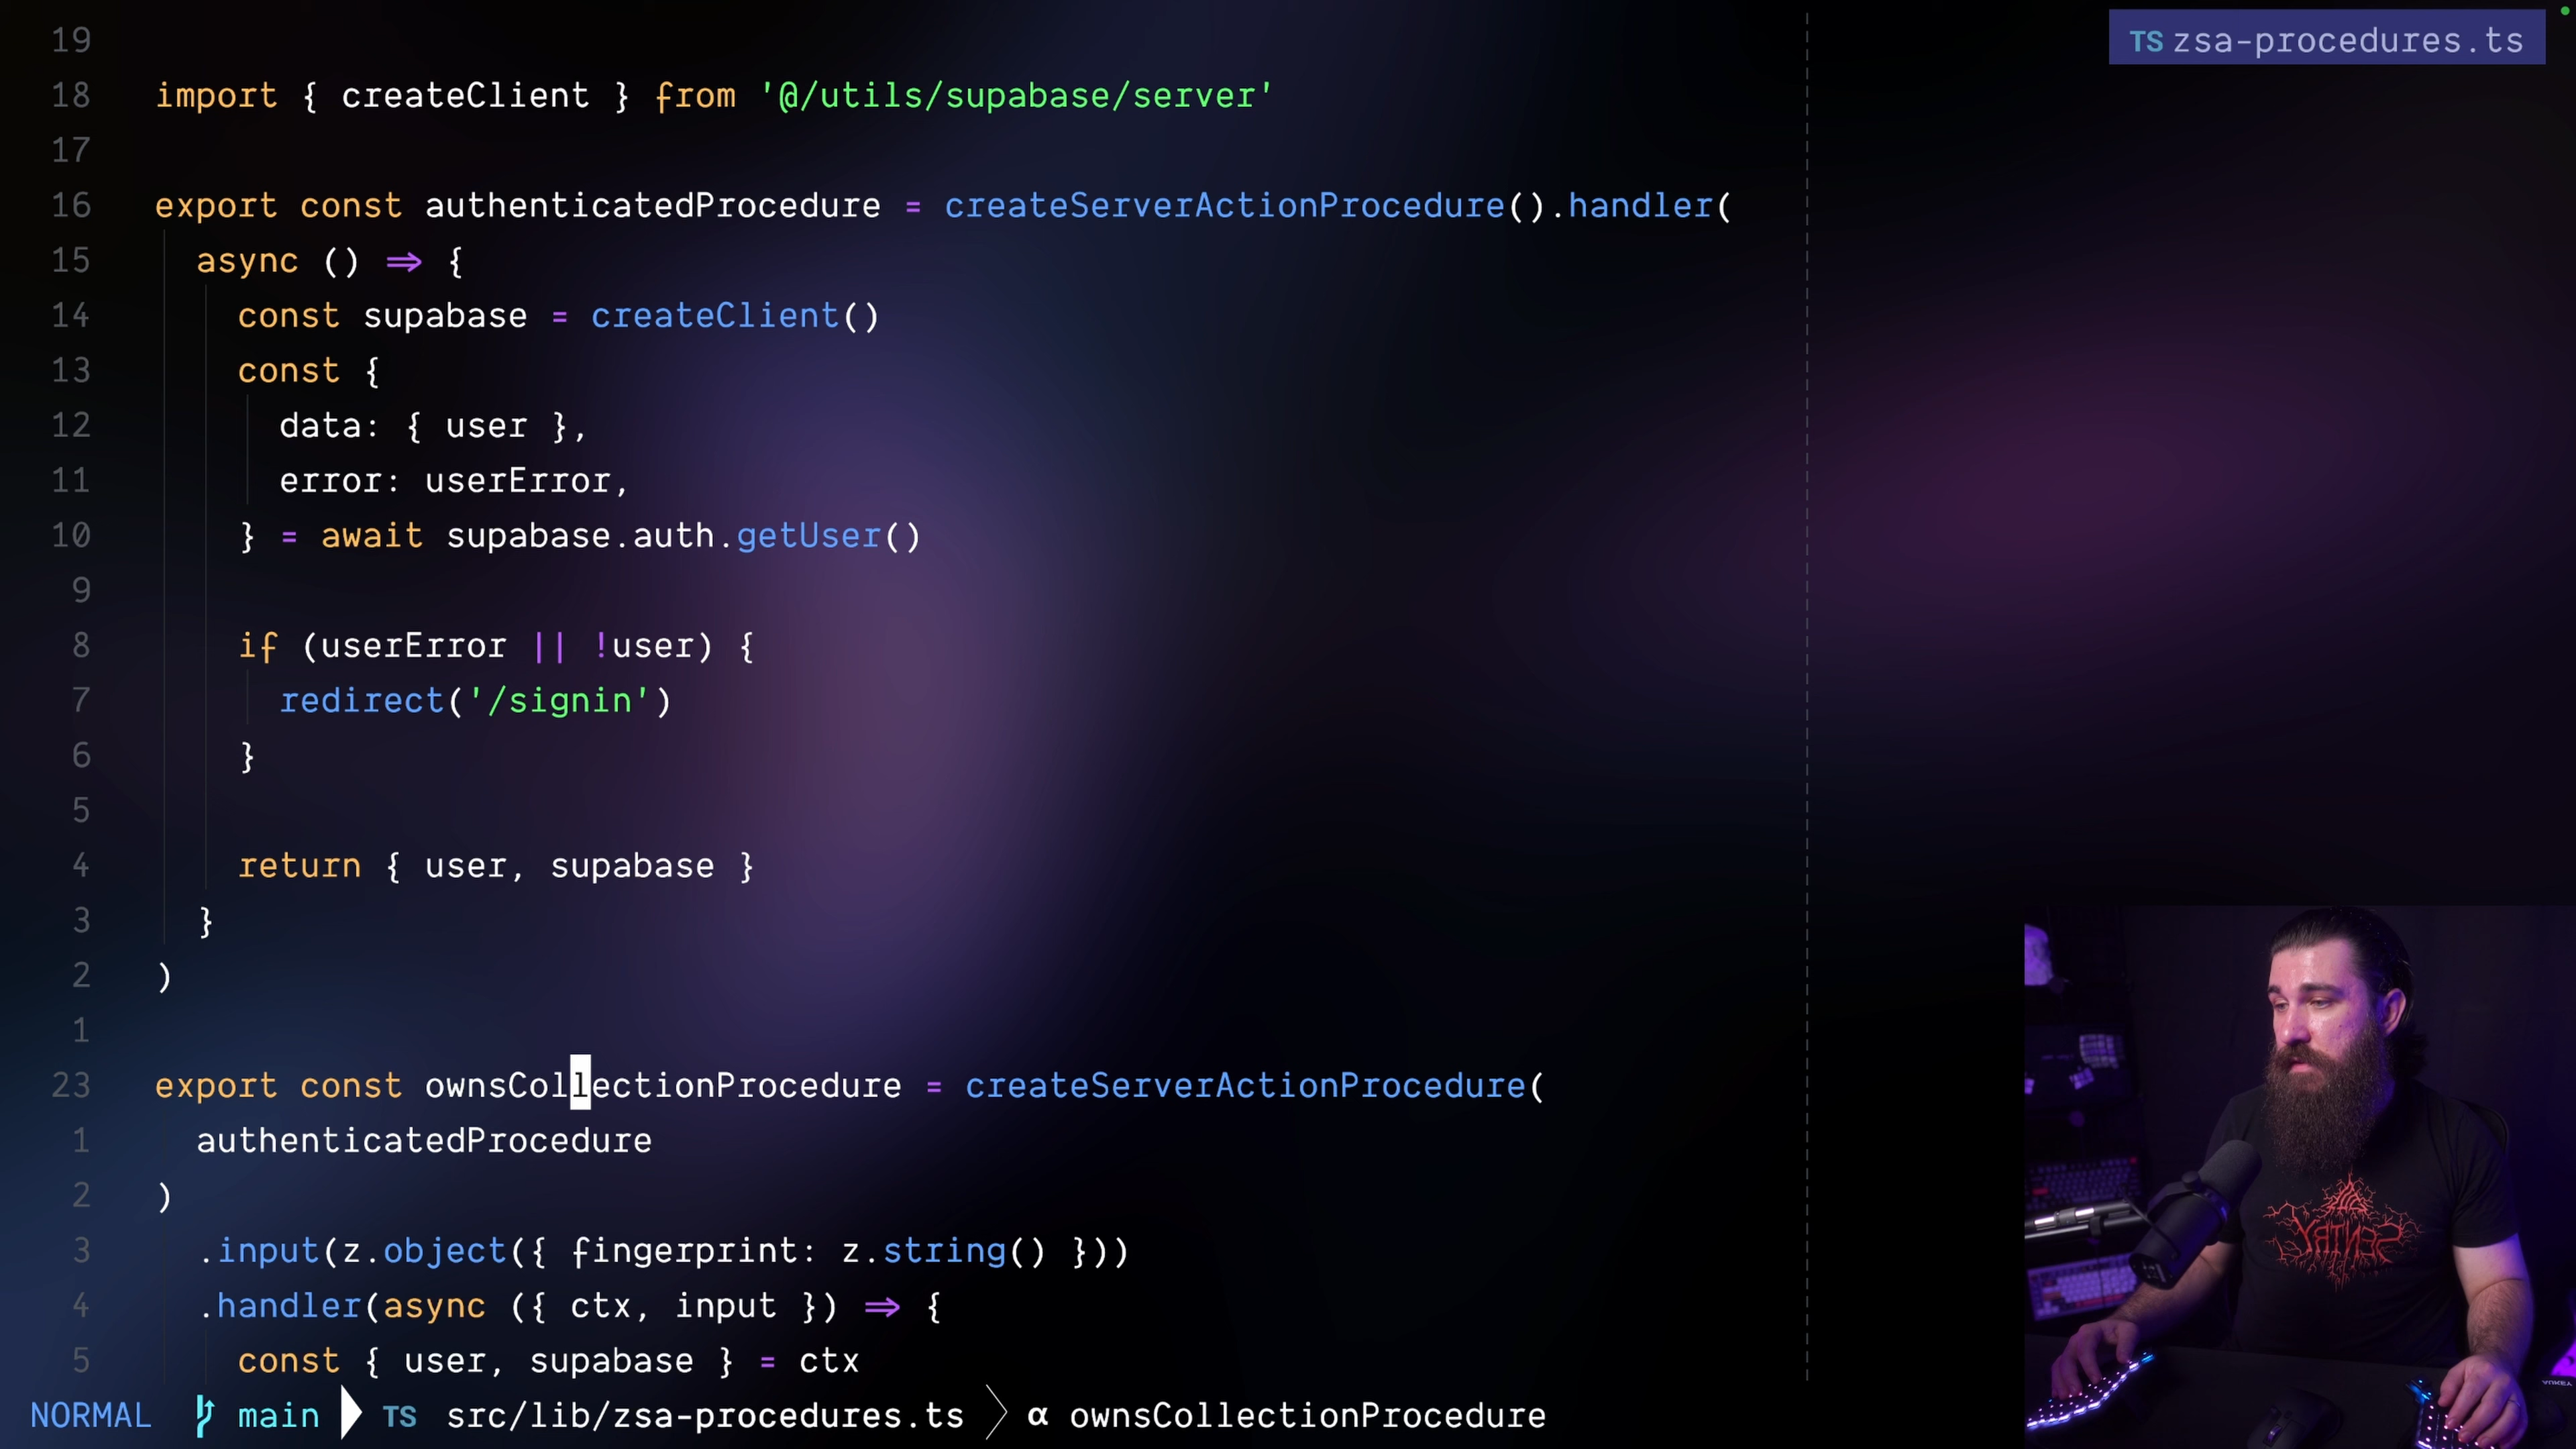 TS zsa-procedures.ts
19
18 import { createClient } from '@/utils/supabase/server'
17
16 export const authenticatedProcedure = createServerActionProcedure().handler(
15 async () => {
14 const supabase = createClient()
13 const {
12 data: { user },
11 error: userError,
10 } = await supabase.auth.getUser()
9
8 if (userError || !user) {
7 redirect('/signin')
6 }
5
4 return { user, supabase }
3 }
2 )
1
23 export const ownsCollectionProcedure = createServerActionProcedure(
1 authenticatedProcedure
2 )
3 .input(z.object({ fingerprint: z.string() }))
4 .handler(async ({ ctx, input }) => {
5 const { user, supabase } = ctx
NORMAL main TS src/lib/zsa-procedures.ts α ownsCollectionProcedure